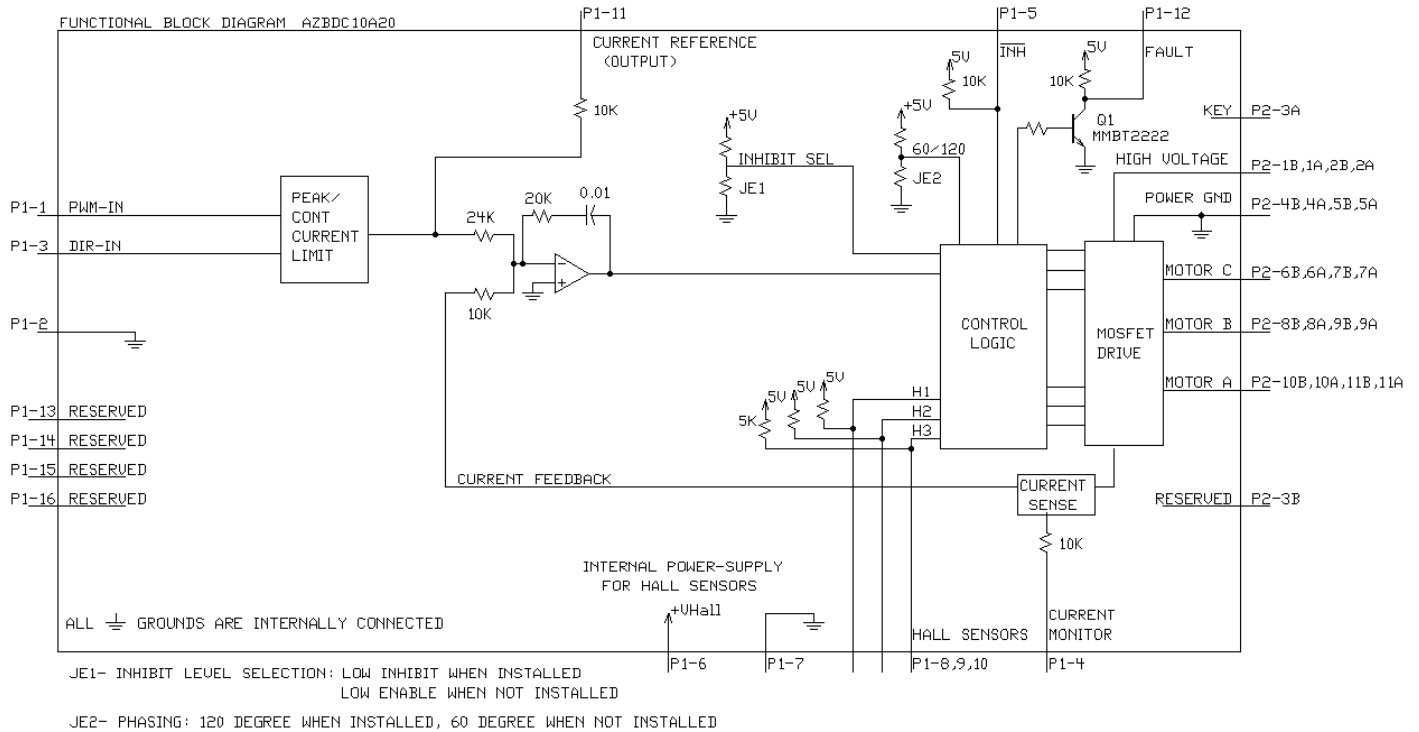 FUNCTIONAL BLOCK DIAGRAM AZBDC10A20
P1-11
P1-5
P1-12
CURRENT REFERENCE
(OUTPUT)
INH
FAULT
5V
10K
5V
10K
10K
KEY P2-3A
Q1
MMBT2222
+5V
+5V
60/120
INHIBIT SEL
JE1
JE2
HIGH VOLTAGE P2-1B,1A,2B,2A
POWER GND P2-4B,4A,5B,5A
P1-1 PWM-IN
P1-3 DIR-IN
PEAK/
CONT
CURRENT
LIMIT
24K
20K
0.01
-
+
10K
MOTOR C P2-6B,6A,7B,7A
P1-2
CONTROL
LOGIC
MOSFET
DRIVE
MOTOR B P2-8B,8A,9B,9A
MOTOR A P2-10B,10A,11B,11A
5V
5V
5V
5K
H1
H2
H3
P1-13 RESERVED
P1-14 RESERVED
P1-15 RESERVED
P1-16 RESERVED
CURRENT FEEDBACK
CURRENT
SENSE
RESERVED P2-3B
10K
INTERNAL POWER-SUPPLY
FOR HALL SENSORS
+VHall
ALL GROUNDS ARE INTERNALLY CONNECTED
HALL SENSORS
CURRENT
MONITOR
P1-6
P1-7
P1-8,9,10
P1-4
JE1- INHIBIT LEVEL SELECTION: LOW INHIBIT WHEN INSTALLED
LOW ENABLE WHEN NOT INSTALLED
JE2- PHASING: 120 DEGREE WHEN INSTALLED, 60 DEGREE WHEN NOT INSTALLED